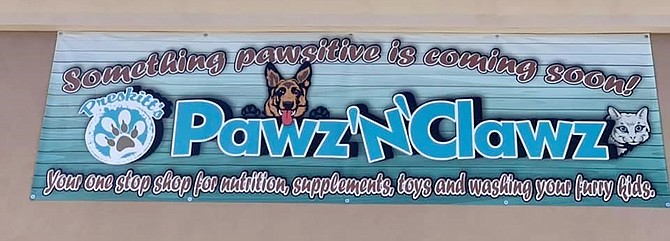 Something pawsitive is coming soon!
Preskitt's
Pawz'N'Clawz
Your one stop shop for nutrition, supplements, toys and washing your furry kids.